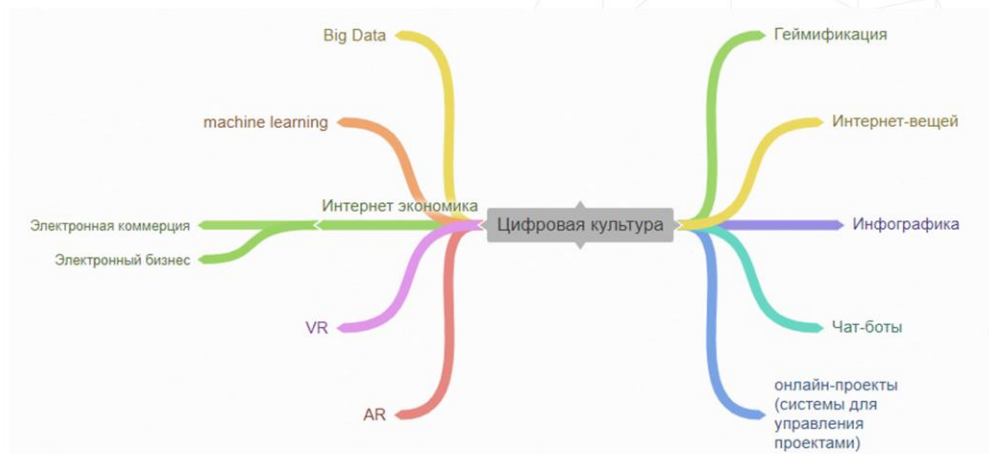 Big Data
machine learning
Интернет экономика
Электронная коммерция
Электронный бизнес
VR
AR
Цифровая культура
Геймификация
Интернет-вещей
Инфографика
Чат-боты
онлайн-проекты
(системы для
управления
проектами)